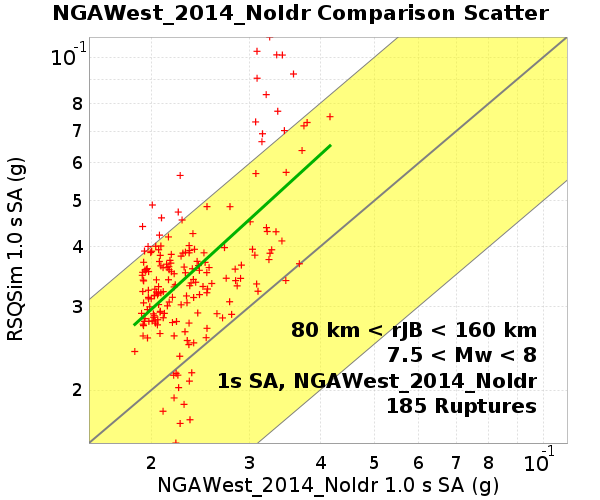 NGAWest_2014_NoIdr Comparison Scatter
RSQSim 1.0 s SA (g)
10⁻¹
8
7
6
5
4
3
2
80 km < rJB < 160 km
7.5 < Mw < 8
1s SA, NGAWest_2014_NoIdr
185 Ruptures
2 3 4 5 6 7 8 10⁻¹
NGAWest_2014_NoIdr 1.0 s SA (g)